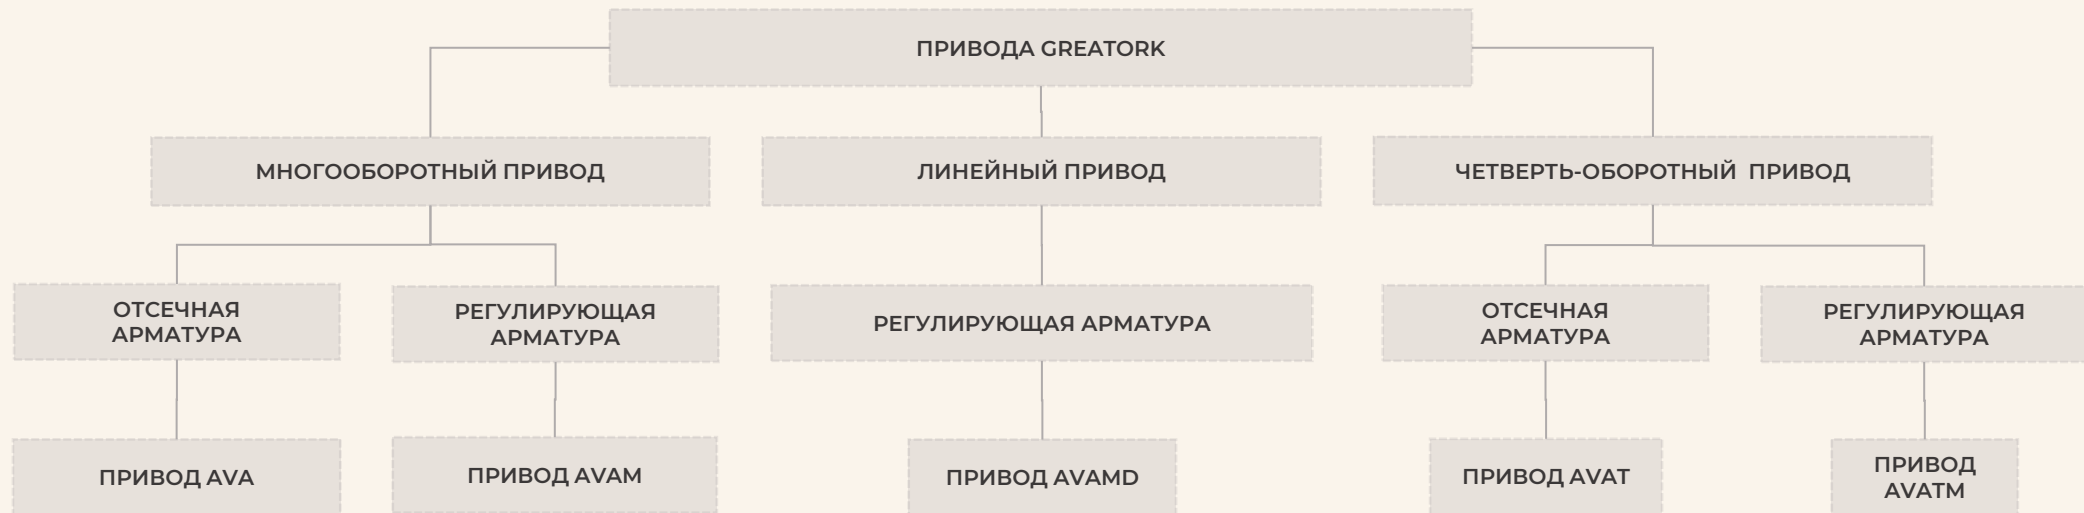 ПРИВОДА GREATORK
МНОГООБОРОТНЫЙ ПРИВОД
ЛИНЕЙНЫЙ ПРИВОД
ЧЕТВЕРТЬ-ОБОРОТНЫЙ ПРИВОД
ОТСЕЧНАЯ
АРМАТУРА
РЕГУЛИРУЮЩАЯ
АРМАТУРА
РЕГУЛИРУЮЩАЯ АРМАТУРА
ОТСЕЧНАЯ
АРМАТУРА
РЕГУЛИРУЮЩАЯ
АРМАТУРА
ПРИВОД AVA
ПРИВОД AVAM
ПРИВОД AVAMD
ПРИВОД AVAT
ПРИВОД
AVATM